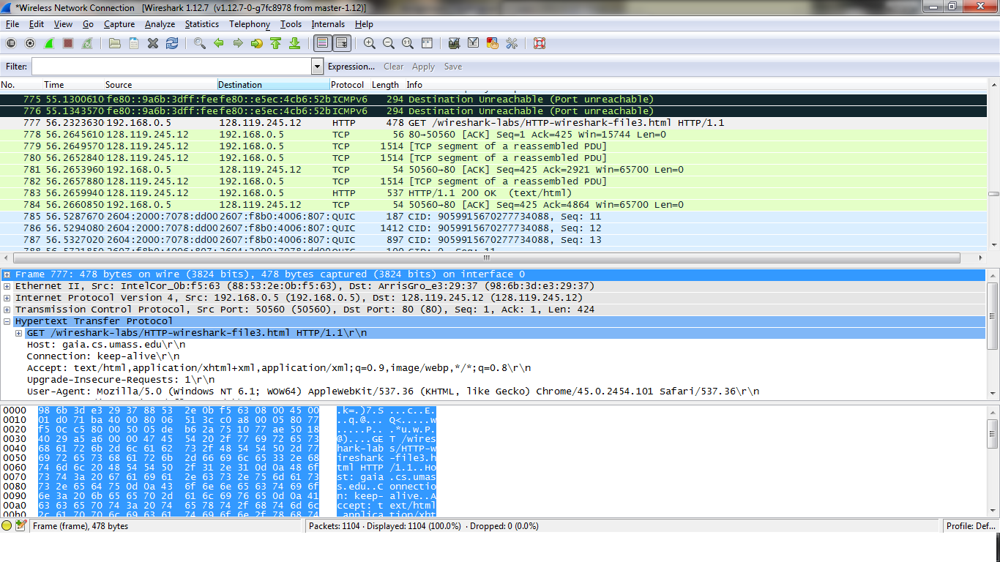 *Wireless Network Connection [Wireshark 1.12.7 (v1.12.7-0-g7fc8978 from master-1.12)]
File Edit View Go Capture Analyze Statistics Telephony Tools Internals Help
Filter: Expression... Clear Apply Save
No. Time Source Destination Protocol Length Info
775 55.1300610 fe80::9a6b:3dff:fee fe80::e5ec:4cb6:52b ICMPv6 294 Destination Unreachable (Port unreachable)
776 55.1343570 fe80::9a6b:3dff:fee fe80::e5ec:4cb6:52b ICMPv6 294 Destination Unreachable (Port unreachable)
777 56.2323630 192.168.0.5 128.119.245.12 HTTP 478 GET /wireshark-labs/HTTP-wireshark-file3.html HTTP/1.1
778 56.2645610 128.119.245.12 192.168.0.5 TCP 56 80→50560 [ACK] Seq=1 Ack=425 Win=15744 Len=0
779 56.2649570 128.119.245.12 192.168.0.5 TCP 1514 [TCP segment of a reassembled PDU]
780 56.2652840 128.119.245.12 192.168.0.5 TCP 1514 [TCP segment of a reassembled PDU]
781 56.2653960 192.168.0.5 128.119.245.12 TCP 54 50560→80 [ACK] Seq=425 Ack=2921 Win=65700 Len=0
782 56.2657880 128.119.245.12 192.168.0.5 TCP 1514 [TCP segment of a reassembled PDU]
783 56.2659940 128.119.245.12 192.168.0.5 HTTP 537 HTTP/1.1 200 OK (text/html)
784 56.2660850 192.168.0.5 128.119.245.12 TCP 54 50560→80 [ACK] Seq=425 Ack=4864 Win=65700 Len=0
785 56.5287670 2604:2000:7078:dd00 2607:f8b0:4006:807: QUIC 187 CID: 9059915670277734088, Seq: 11
786 56.5294080 2604:2000:7078:dd00 2607:f8b0:4006:807: QUIC 1412 CID: 9059915670277734088, Seq: 12
787 56.5327020 2604:2000:7078:dd00 2607:f8b0:4006:807: QUIC 897 CID: 9059915670277734088, Seq: 13
Frame 777: 478 bytes on wire (3824 bits), 478 bytes captured (3824 bits) on interface 0
Ethernet II, Src: IntelCor_0b:f5:63 (88:53:2e:0b:f5:63), Dst: ArrisGro_e3:29:37 (98:6b:3d:e3:29:37)
Internet Protocol Version 4, Src: 192.168.0.5 (192.168.0.5), Dst: 128.119.245.12 (128.119.245.12)
Transmission Control Protocol, Src Port: 50560 (50560), Dst Port: 80 (80), Seq: 1, Ack: 1, Len: 424
Hypertext Transfer Protocol
GET /wireshark-labs/HTTP-wireshark-file3.html HTTP/1.1\r\n
Host: gaia.cs.umass.edu\r\n
Connection: keep-alive\r\n
Accept: text/html,application/xhtml+xml,application/xml;q=0.9,image/webp,*/*;q=0.8\r\n
Upgrade-Insecure-Requests: 1\r\n
User-Agent: Mozilla/5.0 (Windows NT 6.1; WOW64) AppleWebKit/537.36 (KHTML, like Gecko) Chrome/45.0.2454.101 Safari/537.36\r\n
0000 98 6b 3d e3 29 37 88 53 2e 0b f5 63 08 00 45 00 .k=.)7.S ...c..E.
0010 01 d0 71 ba 40 00 80 06 51 3c c0 a8 00 05 80 77 ..q.@... Q<.....w
0020 f5 0c c5 80 00 50 05 de b6 2a 75 10 77 ae 50 18 .....P.. .*u.w.P.
0030 40 29 a5 a6 00 00 47 45 54 20 2f 77 69 72 65 73 @)....GE T /wires
0040 68 61 72 6b 2d 6c 61 62 73 2f 48 54 54 50 2d 77 hark-lab s/HTTP-w
0050 69 72 65 73 68 61 72 6b 2d 66 69 6c 65 33 2e 68 ireshark -file3.h
0060 74 6d 6c 20 48 54 54 50 2f 31 2e 31 0d 0a 48 6f tml HTTP /1.1..Ho
0070 73 74 3a 20 67 61 69 61 2e 63 73 2e 75 6d 61 73 st: gaia .cs.umas
0080 73 2e 65 64 75 0d 0a 43 6f 6e 6e 65 63 74 69 6f s.edu..C onnectio
0090 6e 3a 20 6b 65 65 70 2d 61 6c 69 76 65 0d 0a 41 n: keep- alive..A
00a0 63 63 65 70 74 3a 20 74 65 78 74 2f 68 74 6d 6c ccept: t ext/html
00b0 2c 61 70 70 6c 69 63 61 74 69 6f 6e 2f 78 68 74 ,applica tion/xht
Frame (frame), 478 bytes Packets: 1104 · Displayed: 1104 (100.0%) · Dropped: 0 (0.0%) Profile: Def...